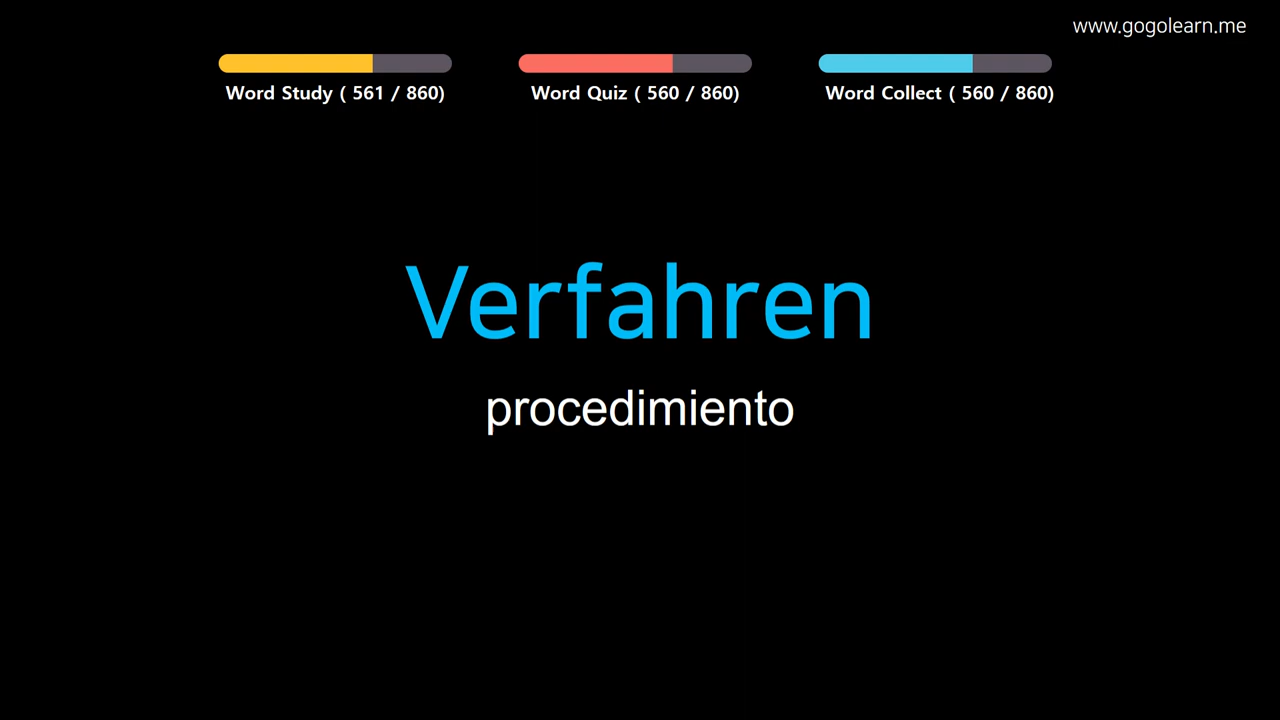 www.gogolearn.me
Word Study ( 561 / 860)
Word Quiz ( 560 / 860)
Word Collect ( 560 / 860)
Verfahren
procedimiento